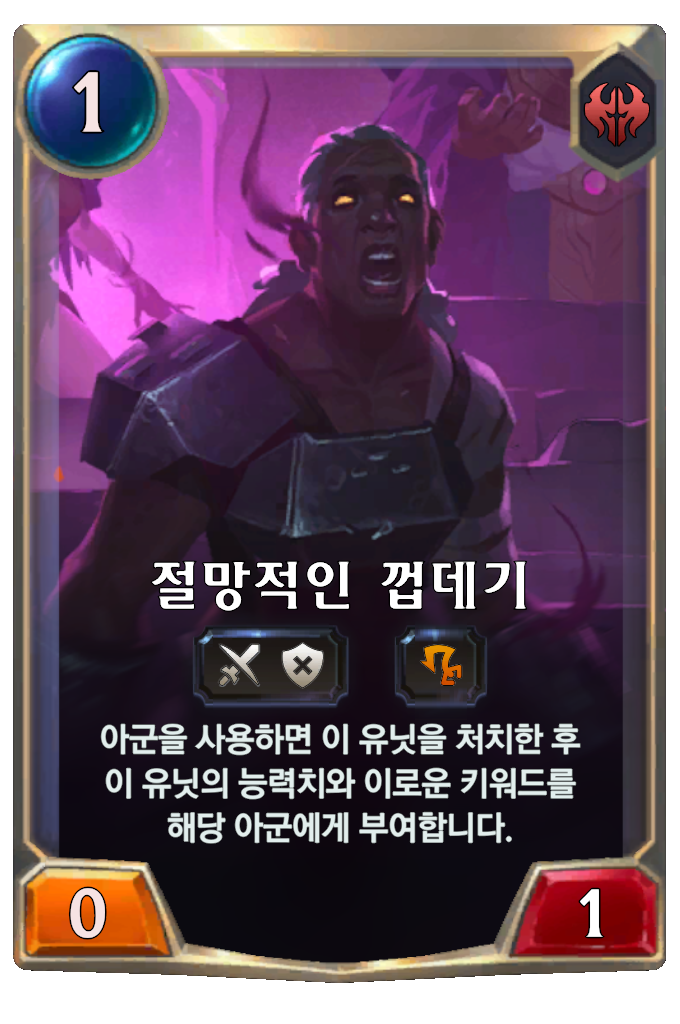 1
절망적인 껍데기
아군을 사용하면 이 유닛을 처치한 후
이 유닛의 능력치와 이로운 키워드를
해당 아군에게 부여합니다.
0
1